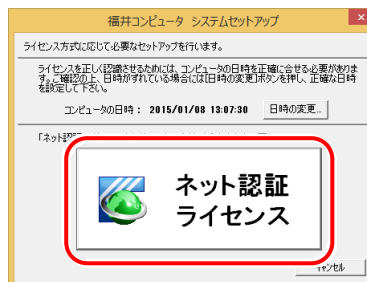 福井コンピュータ システムセットアップ
ライセンス方式に応じて必要なセットアップを行います。
ライセンスを正しく認識させるためには、コンピュータの日時を正確に合せる必要がありま
す。ご確認の上、日時がずれている場合には[日時の変更]ボタンを押し、正確な日時
を設定して下さい。
コンピュータの日時： 2015/01/08 13:07:30 日時の変更...
「ネット認証
ネット認証
ライセンス
キャンセル